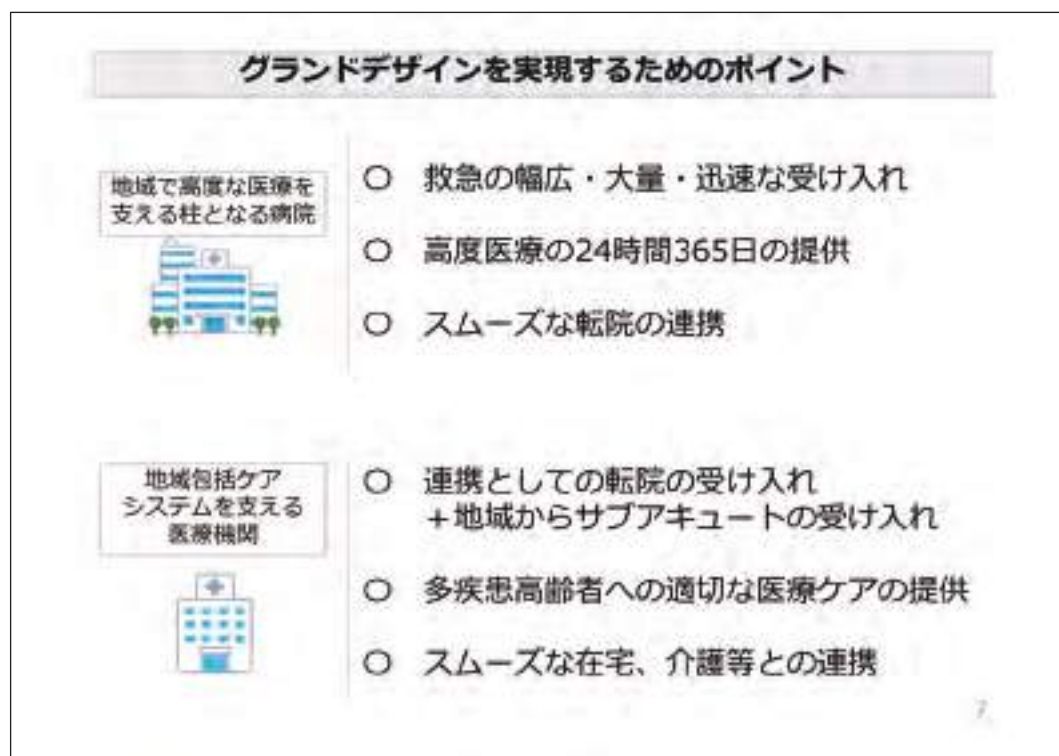 グランドデザインを実現するためのポイント
地域で高度な医療を
支える柱となる病院
○ 救急の幅広・大量・迅速な受け入れ
○ 高度医療の24時間365日の提供
○ スムーズな転院の連携
地域包括ケア
システムを支える
医療機関
○ 連携としての転院の受け入れ
＋地域からサブアキュートの受け入れ
○ 多疾患高齢者への適切な医療ケアの提供
○ スムーズな在宅、介護等との連携
7